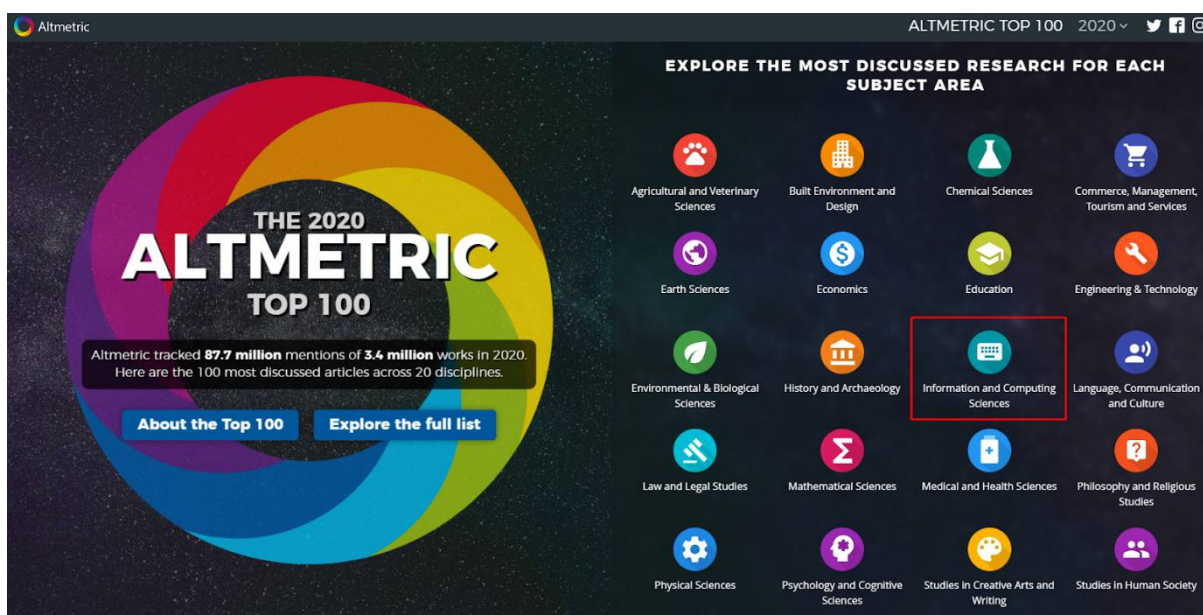 Altmetric
ALTMETRIC TOP 100 2020
THE 2020
ALTMETRIC
TOP 100
Altmetric tracked 87.7 million mentions of 3.4 million works in 2020.
Here are the 100 most discussed articles across 20 disciplines.
About the Top 100 Explore the full list
EXPLORE THE MOST DISCUSSED RESEARCH FOR EACH
SUBJECT AREA
Agricultural and Veterinary
Sciences
Built Environment and
Design
Chemical Sciences
Commerce, Management,
Tourism and Services
Earth Sciences
Economics
Education
Engineering & Technology
Environmental & Biological
Sciences
History and Archaeology
Information and Computing
Sciences
Language, Communication
and Culture
Law and Legal Studies
Mathematical Sciences
Medical and Health Sciences
Philosophy and Religious
Studies
Physical Sciences
Psychology and Cognitive
Sciences
Studies in Creative Arts and
Writing
Studies in Human Society